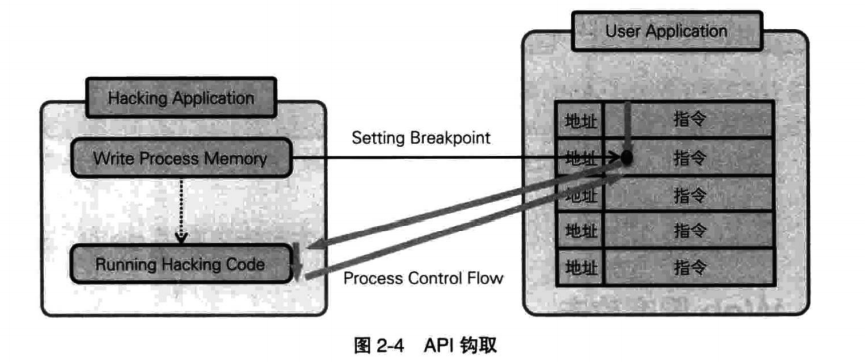 User Application
Hacking Application
地址 指令
Setting Breakpoint
Write Process Memory
地址 指令
地址 指令
地址 指令
Running Hacking Code
地址 指令
Process Control Flow
图 2-4 API 钩取